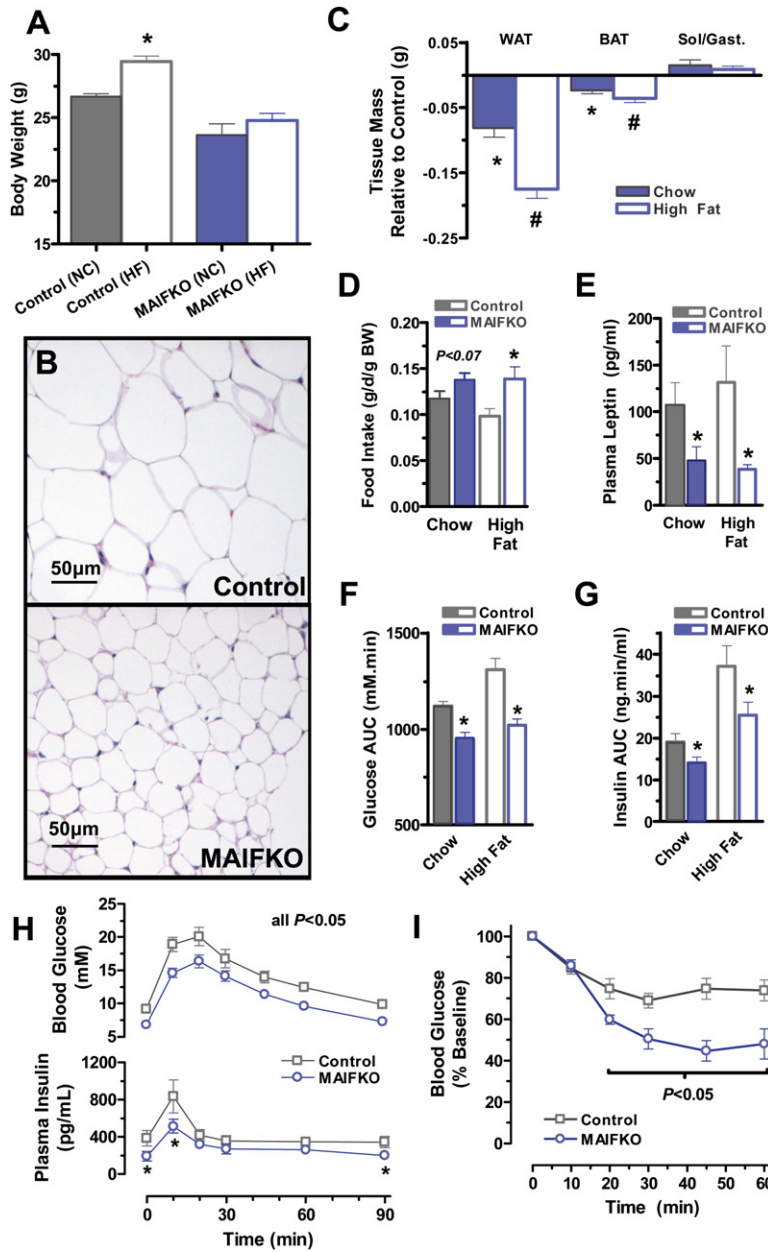 A
Body Weight (g)
30
25
20
15
*
Control (NC)
Control (HF)
MAIFKO (NC)
MAIFKO (HF)
B
50µm
Control
50µm
MAIFKO
C
Tissue Mass
Relative to Control (g)
0.05
-0.05
-0.15
-0.25
WAT
BAT
Sol/Gast.
*
#
*
#
Chow
High Fat
D
Control
MAIFKO
Food Intake (g/d/g BW)
0.20
0.15
0.10
0.05
0.00
P<0.07
*
Chow
High
Fat
E
Control
MAIFKO
Plasma Leptin (pg/ml)
200
150
100
50
0
*
*
Chow
High
Fat
F
Control
MAIFKO
Glucose AUC (mM.min)
1500
1000
500
*
*
Chow
High Fat
G
Control
MAIFKO
Insulin AUC (ng.min/ml)
40
30
20
10
0
*
*
Chow
High Fat
H
all P<0.05
Blood Glucose
(mM)
25
20
15
10
5
Plasma Insulin
(pg/mL)
1200
800
400
0
Control
MAIFKO
*
*
*
0
30
60
90
Time (min)
I
Blood Glucose
(% Baseline)
100
80
60
40
20
0
P<0.05
Control
MAIFKO
0
10
20
30
40
50
60
Time (min)